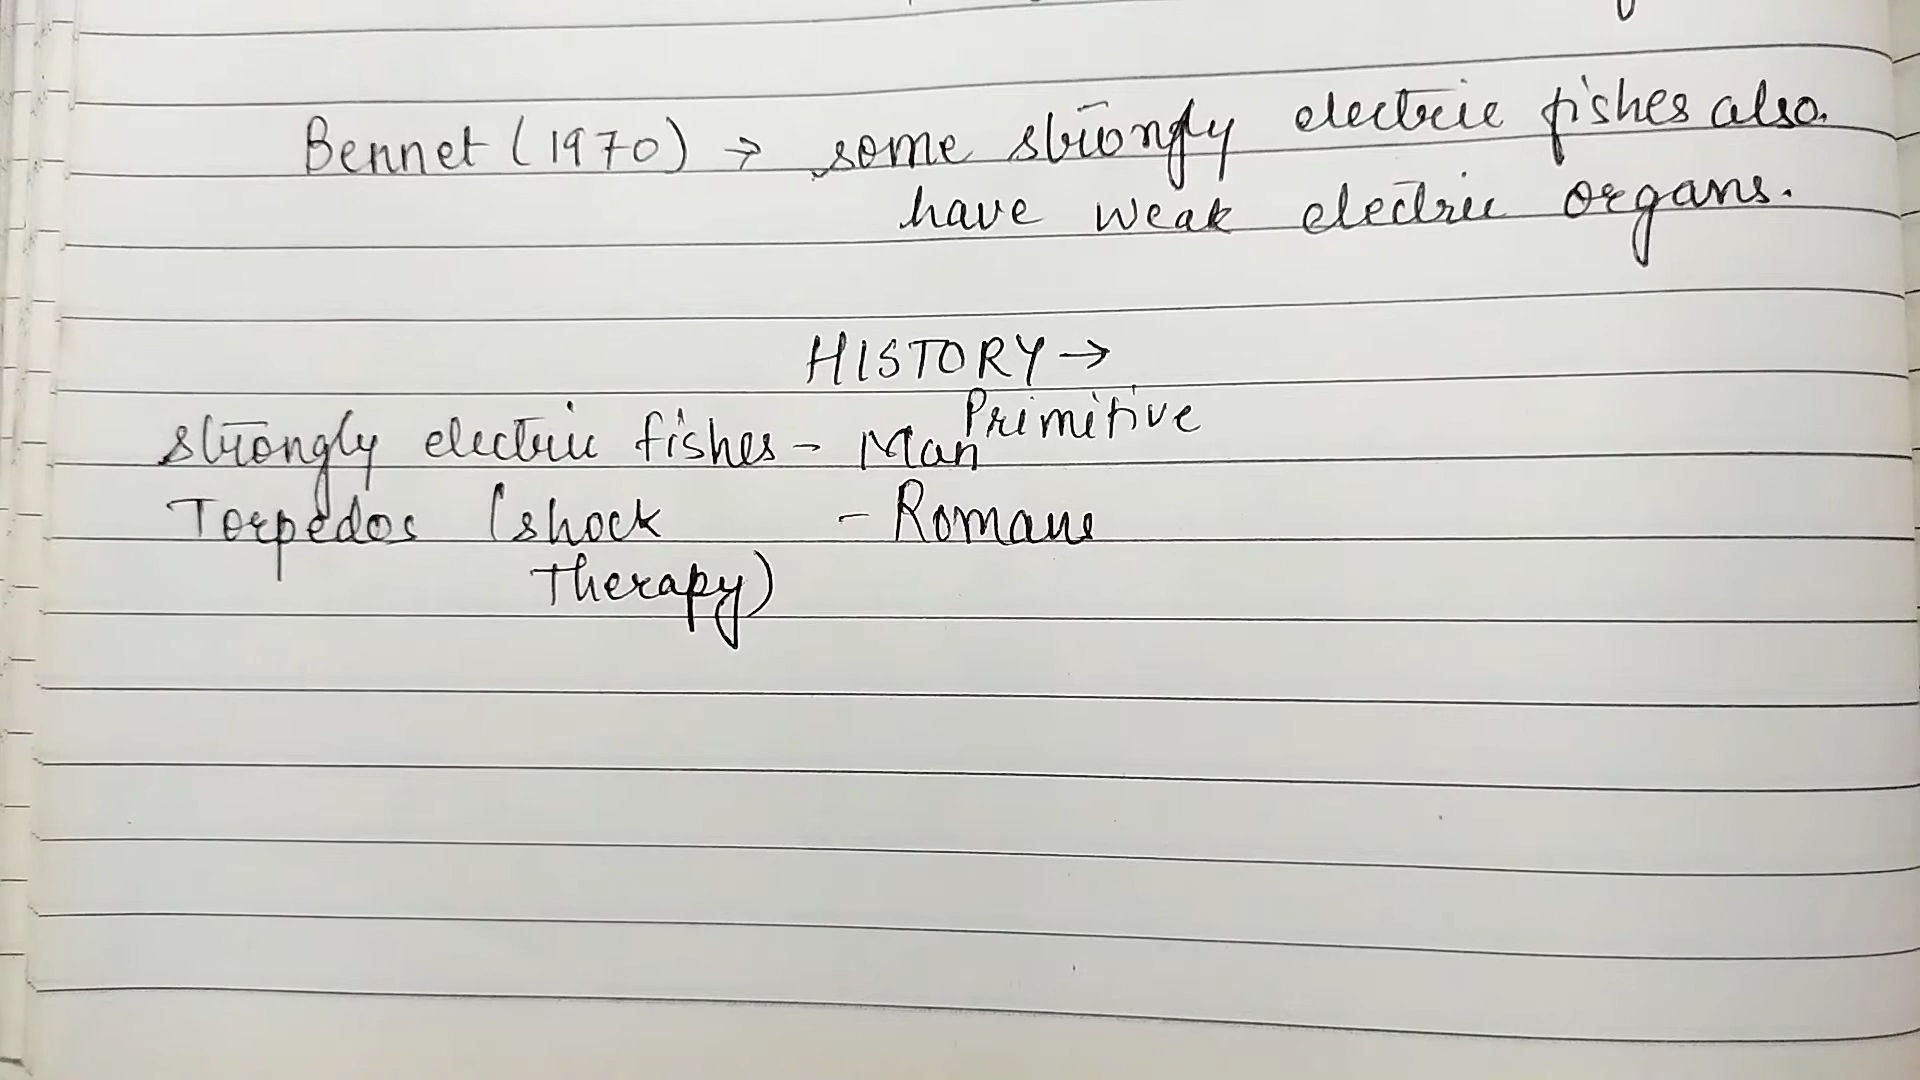 Bennet (1970) → some strongly electric fishes also.
have weak electric organs.
HISTORY →
Primitive
strongly electric fishes - Man
Torpedos (shock - Romans
Therapy)